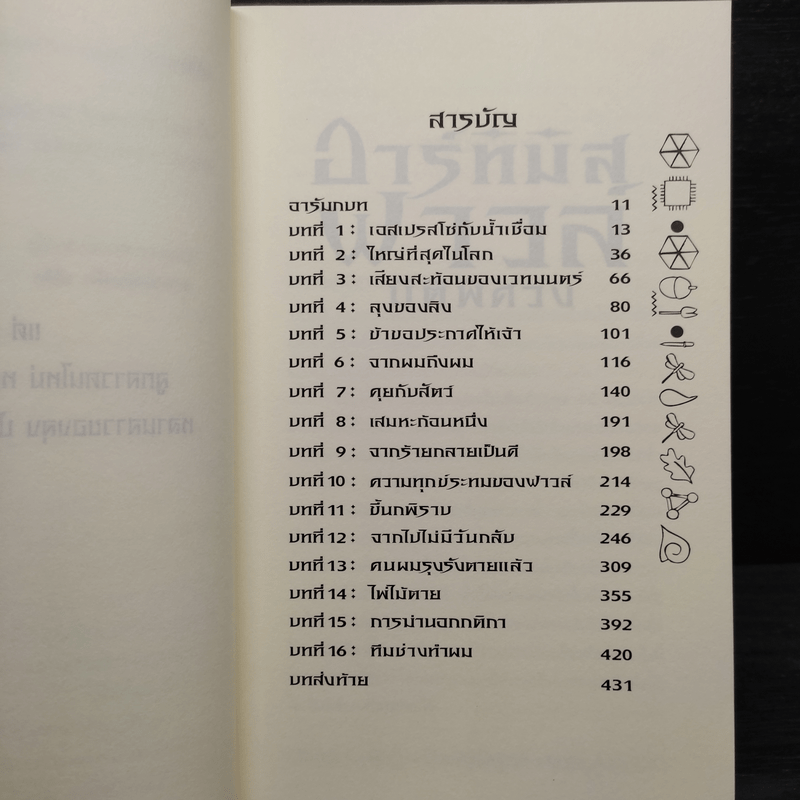 สารบัญ
อารัมภบท 11
บทที่ 1 : เอสเปรสโซ่กับน้ำเชื่อม 13
บทที่ 2 : ใหญ่ที่สุดในโลก 36
บทที่ 3 : เสียงสะท้อนของเวทมนตร์ 66
บทที่ 4 : ลุงของลิง 80
บทที่ 5 : ข้าขอประกาศให้เจ้า 101
บทที่ 6 : จากผมถึงผม 116
บทที่ 7 : คุยกับสัตว์ 140
บทที่ 8 : เสมหะก้อนหนึ่ง 191
บทที่ 9 : จากร้ายกลายเป็นดี 198
บทที่ 10 : ความทุกข์ระทมของฟาวล์ 214
บทที่ 11 : ขี้นกพิราบ 229
บทที่ 12 : จากไปไม่มีวันกลับ 246
บทที่ 13 : คนผมรุงรังตายแล้ว 309
บทที่ 14 : ไพ่ไม้ตาย 355
บทที่ 15 : การผ่านอกกติกา 392
บทที่ 16 : ทีมช่างทำผม 420
บทส่งท้าย 431